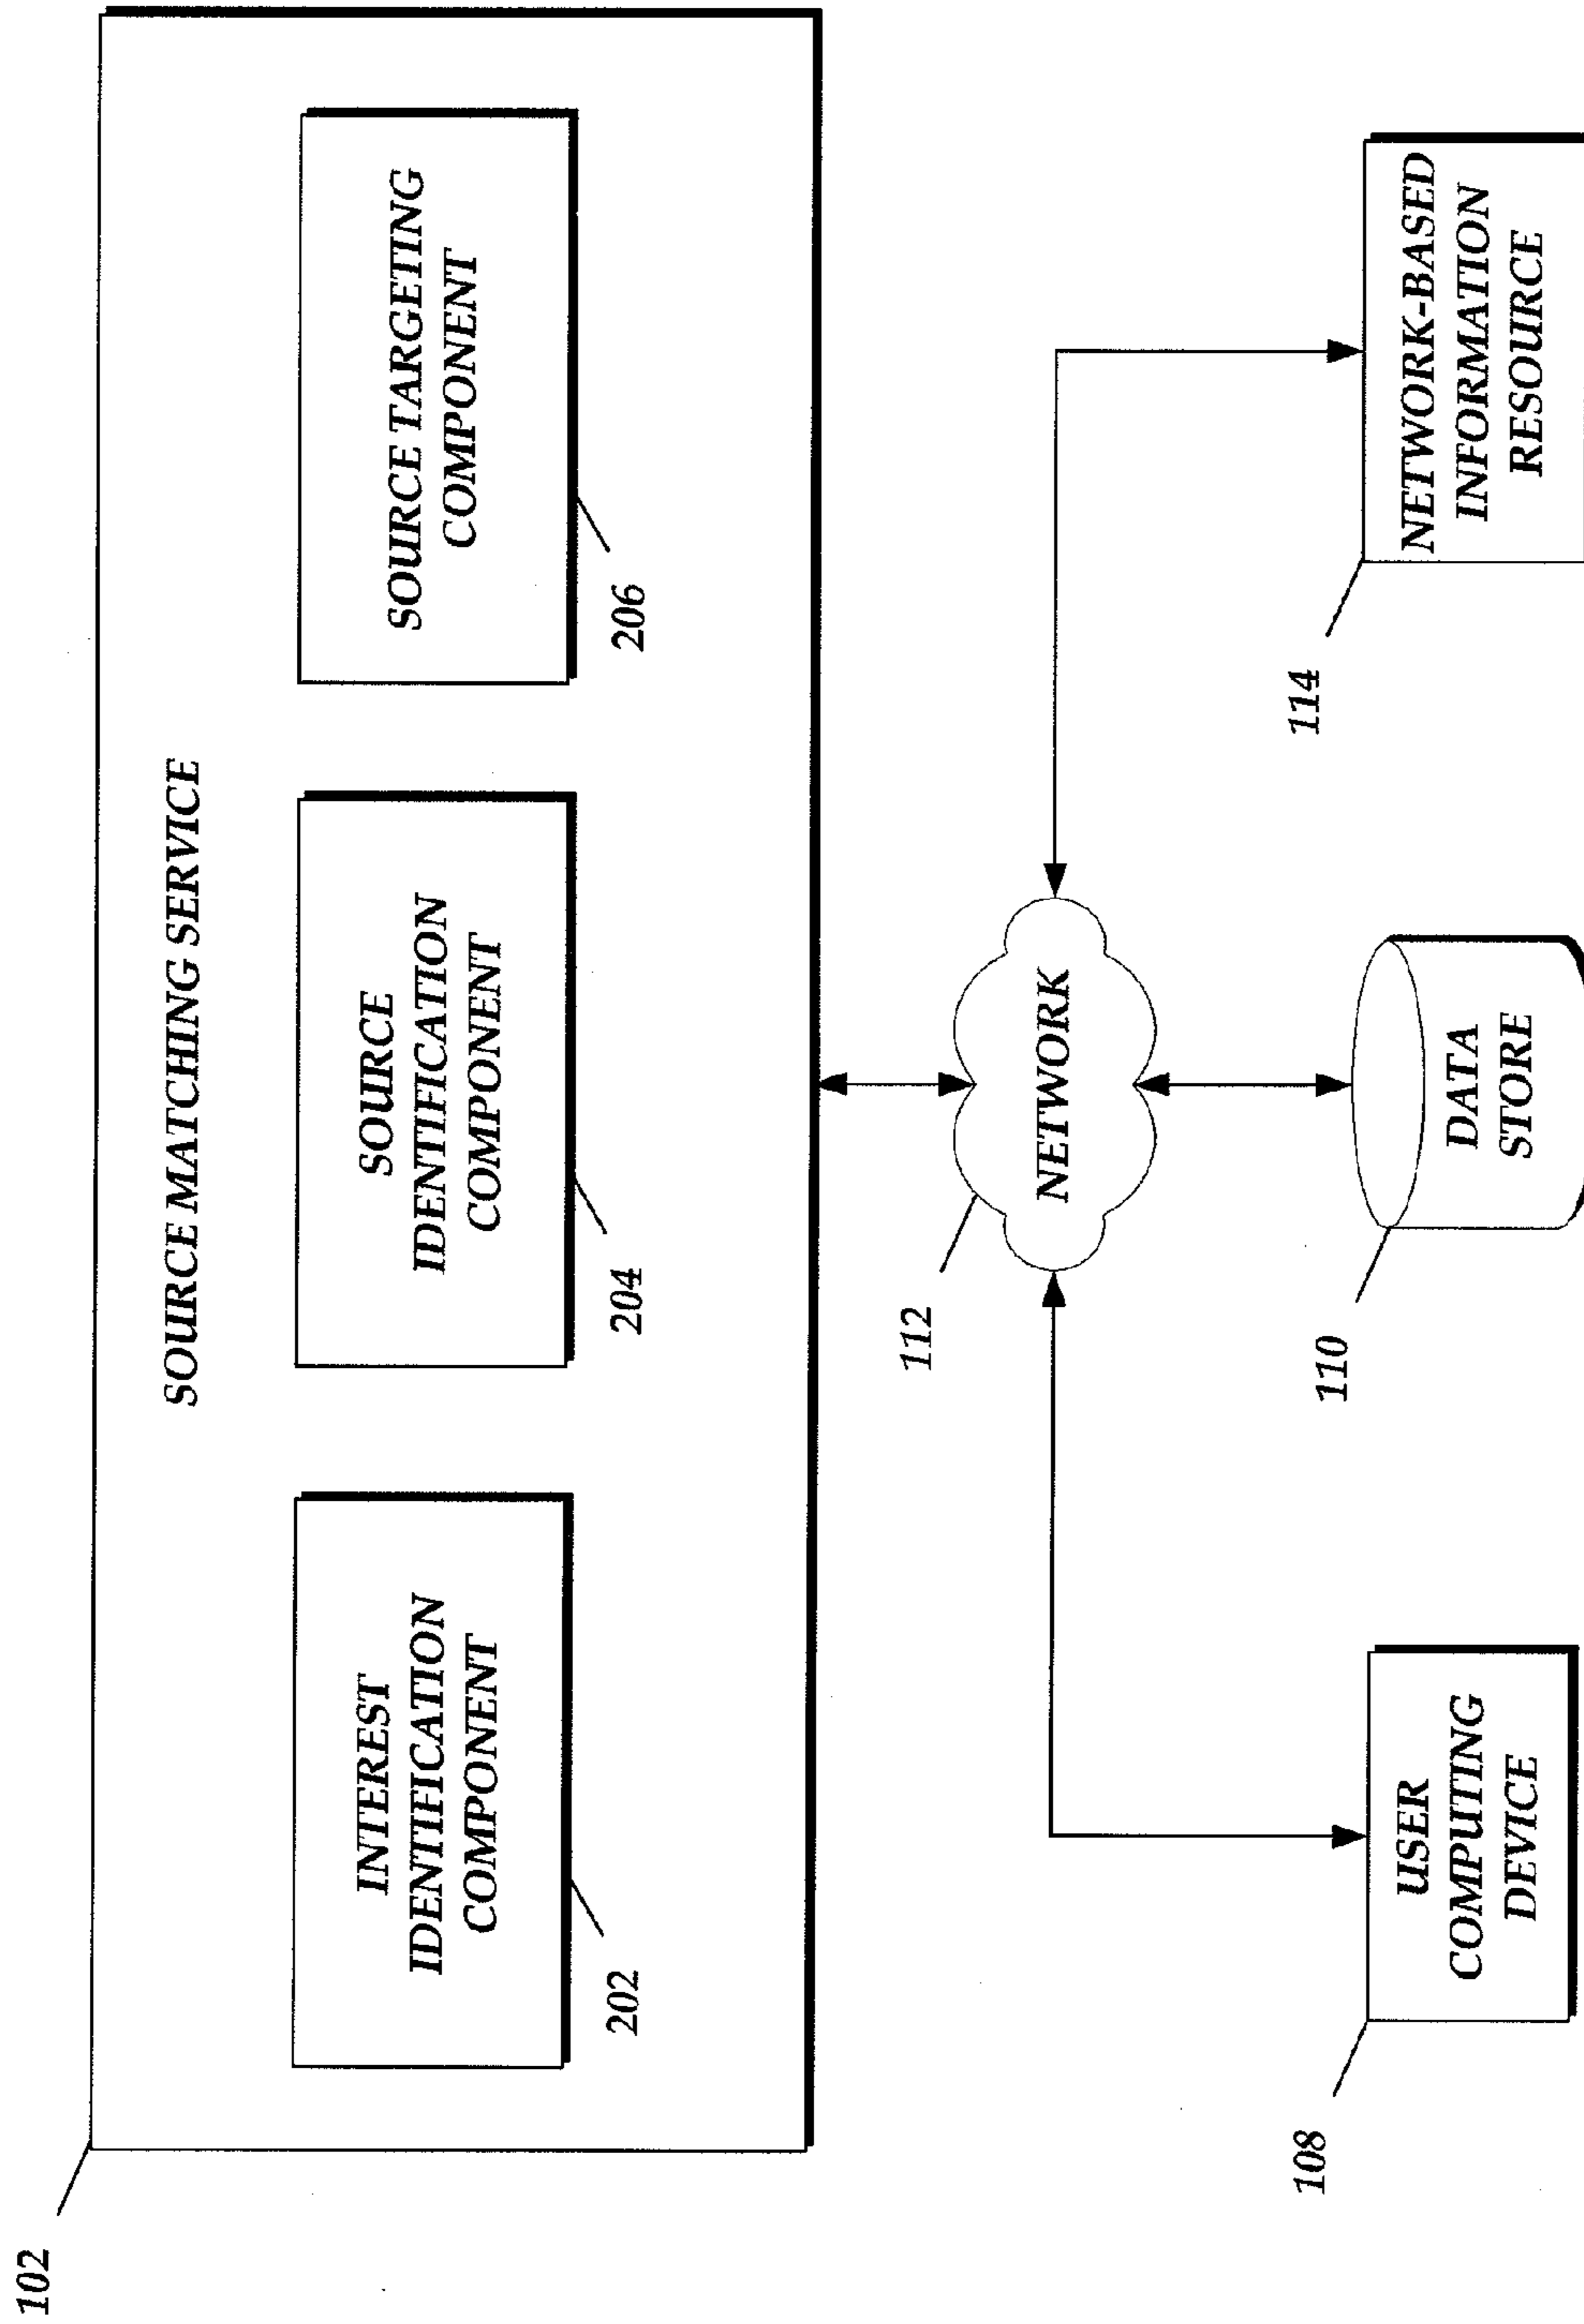 102
SOURCE MATCHING SERVICE
INTEREST
IDENTIFICATION
COMPONENT
202
SOURCE
IDENTIFICATION
COMPONENT
204
SOURCE TARGETING
COMPONENT
206
112
NETWORK
108
USER
COMPUTING
DEVICE
110
DATA
STORE
114
NETWORK-BASED
INFORMATION
RESOURCE